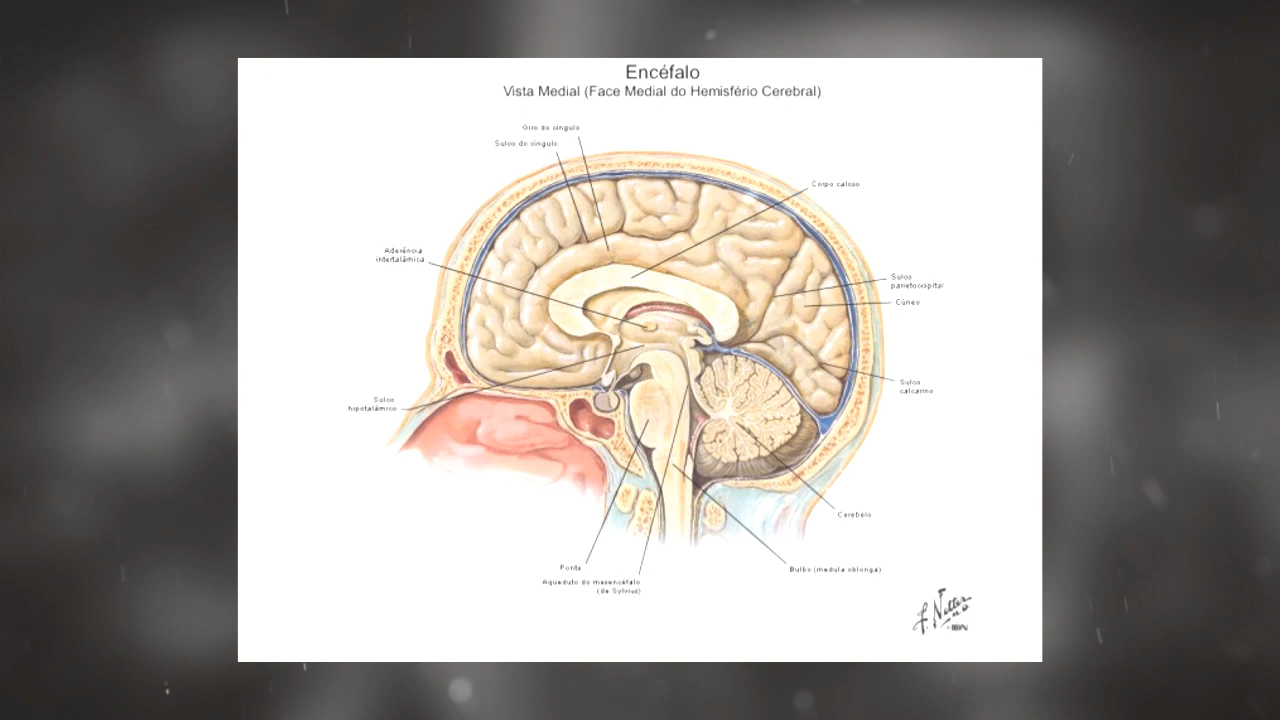 Encéfalo
Vista Medial (Face Medial do Hemisfério Cerebral)
Giro do cíngulo
Sulco do cíngulo
Corpo caloso
Aderência
intertalâmica
Sulco
parietoccipital
Cúneo
Sulco
calcarino
Sulco
hipotalâmico
Cerebelo
Ponte
Bulbo (medula oblonga)
Aqueduto do mesencéfalo
(de Sylvius)
F. Netter
M.D.